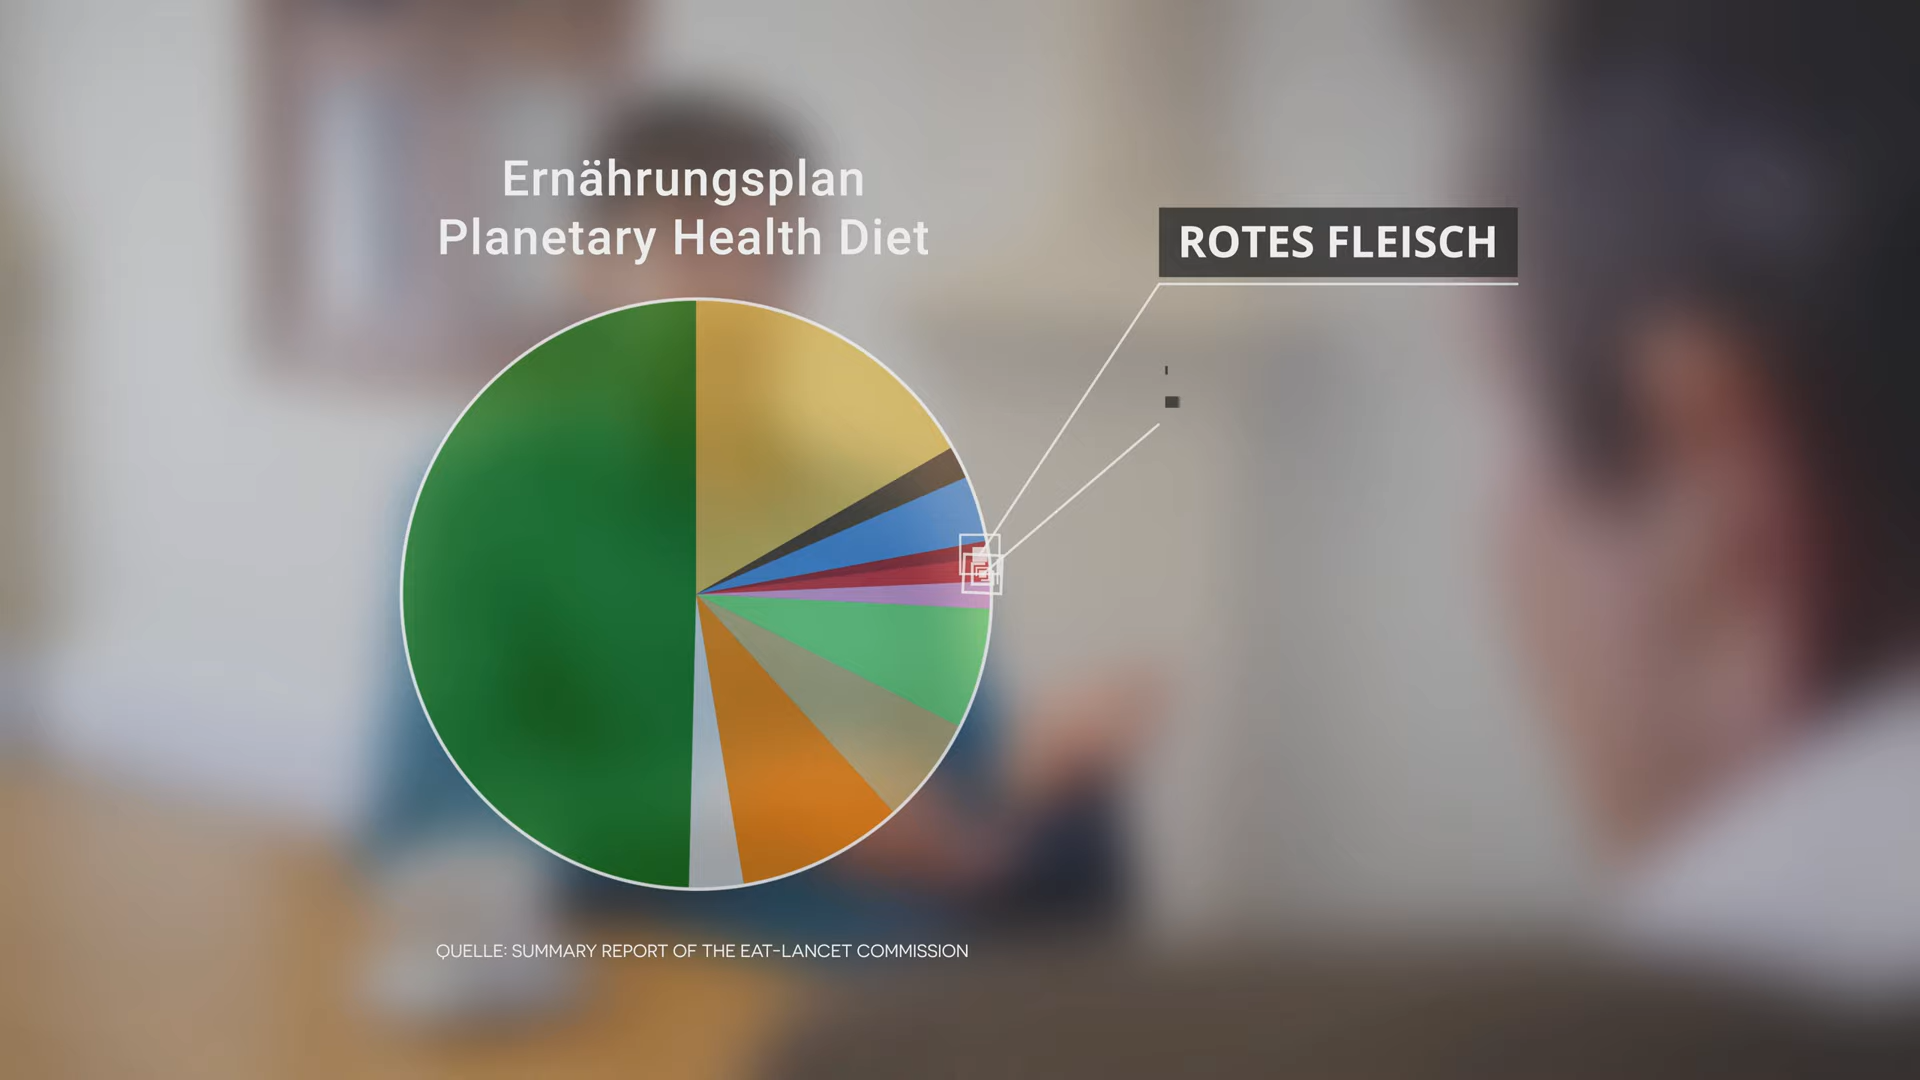 Ernährungsplan
Planetary Health Diet
ROTES FLEISCH
QUELLE: SUMMARY REPORT OF THE EAT-LANCET COMMISSION